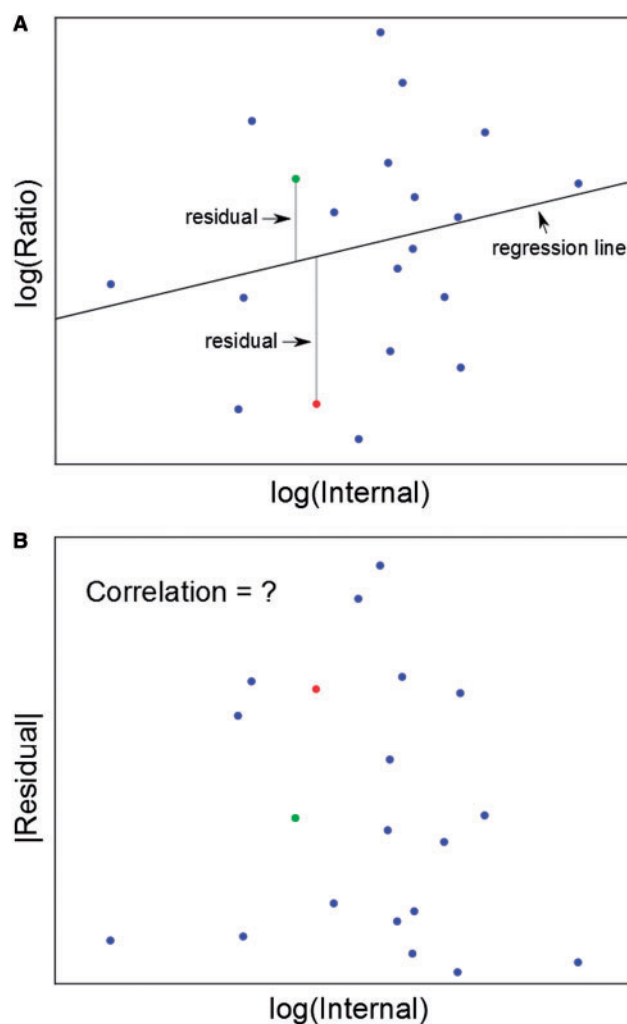 A
log(Ratio)
residual
regression line
residual
log(Internal)
B
Correlation = ?
|Residual|
log(Internal)